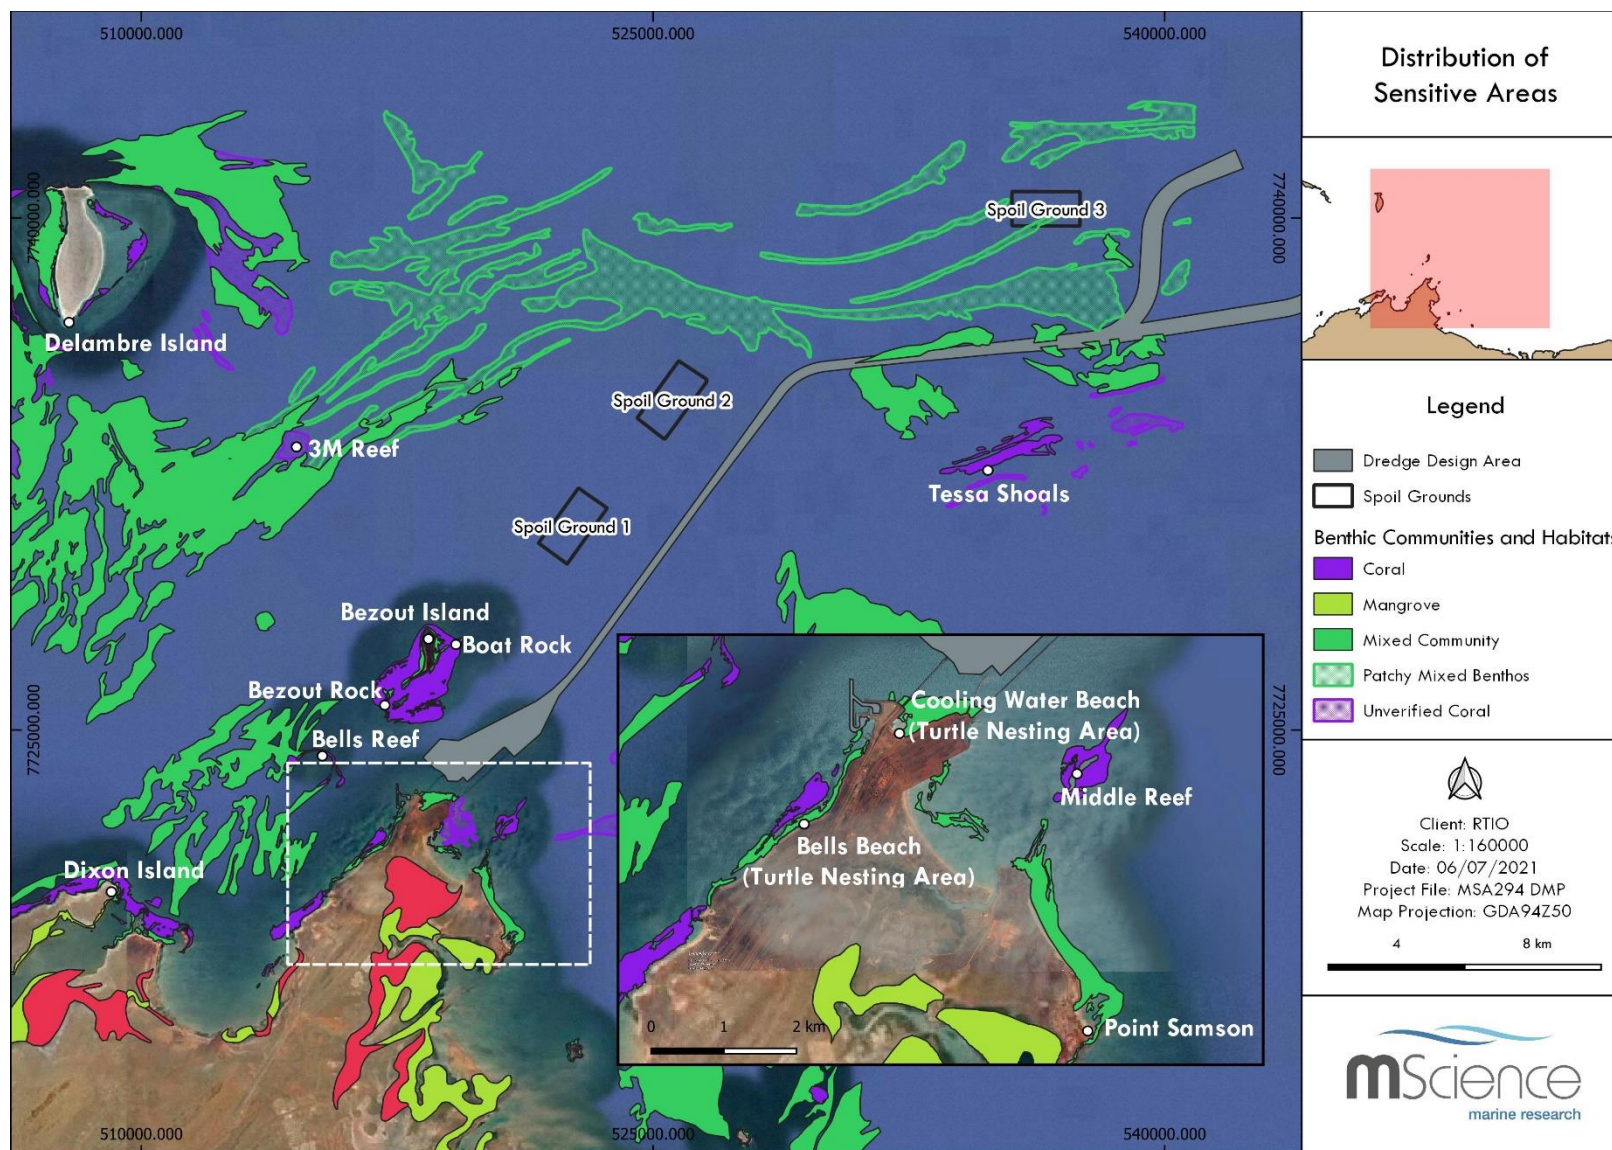 510000.000
525000.000
540000.000
7740000.000
7740000.000
7725000.000
7725000.000
Spoil Ground 3
Delambre Island
Spoil Ground 2
3M Reef
Tessa Shoals
Spoil Ground 1
Bezout Island
Boat Rock
Bezout Rock
Bells Reef
Dixon Island
Cooling Water Beach
(Turtle Nesting Area)
Middle Reef
Bells Beach
(Turtle Nesting Area)
Point Samson
0 1 2 km
510000.000
525000.000
540000.000
Distribution of
Sensitive Areas
Legend
Dredge Design Area
Spoil Grounds
Benthic Communities and Habitats
Coral
Mangrove
Mixed Community
Patchy Mixed Benthos
Unverified Coral
Client: RTIO
Scale: 1:160000
Date: 06/07/2021
Project File: MSA294 DMP
Map Projection: GDA94Z50
4 8 km
mScience
marine research